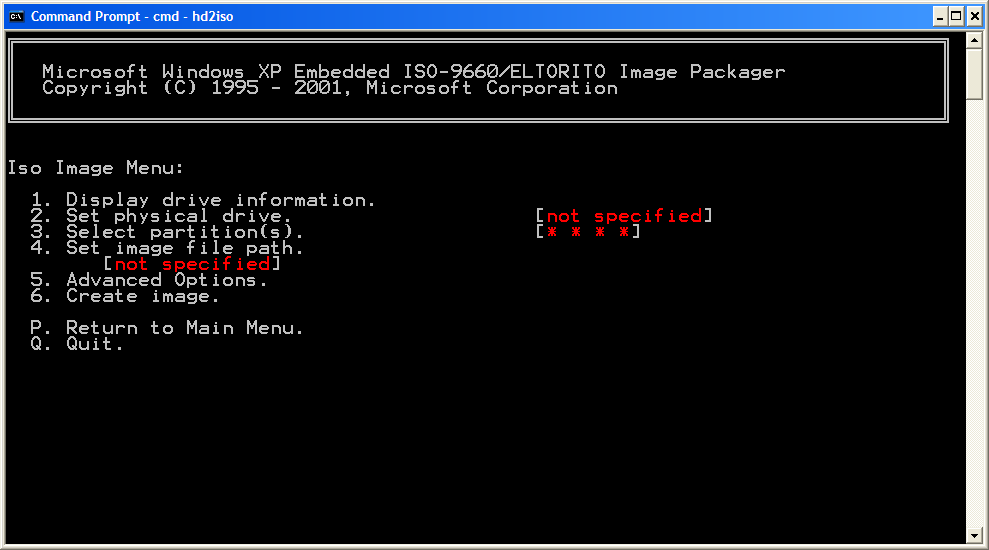 Command Prompt - cmd - hd2iso
Microsoft Windows XP Embedded ISO-9660/ELTORITO Image Packager
Copyright (C) 1995 - 2001, Microsoft Corporation
Iso Image Menu:
1. Display drive information.
2. Set physical drive. [not specified]
3. Select partition(s). [* * * *]
4. Set image file path.
[not specified]
5. Advanced Options.
6. Create image.
P. Return to Main Menu.
Q. Quit.